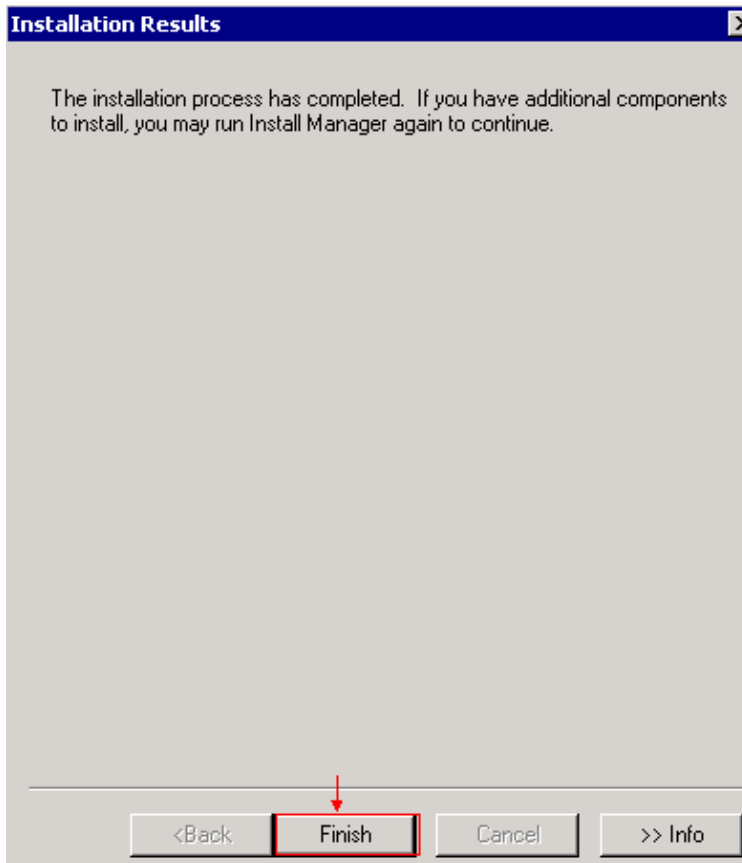 Installation Results
The installation process has completed.  If you have additional components
to install, you may run Install Manager again to continue.
<Back
Finish
Cancel
>> Info